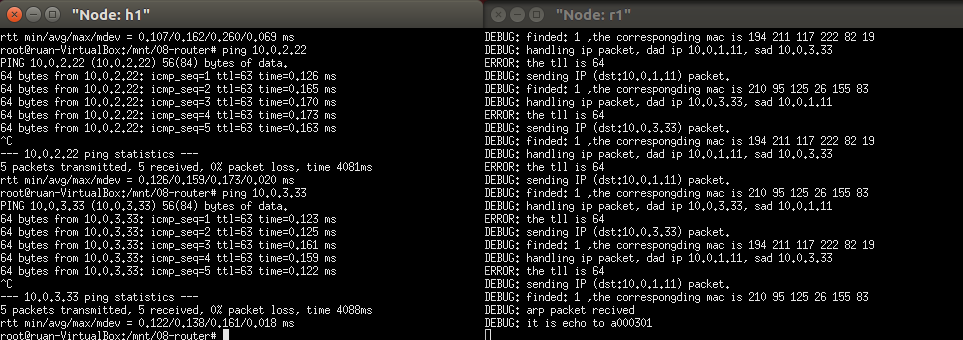 "Node: h1"
rtt min/avg/max/mdev = 0.107/0.162/0.260/0.069 ms
root@ruan-VirtualBox:/mnt/08-router# ping 10.0.2.22
PING 10.0.2.22 (10.0.2.22) 56(84) bytes of data.
64 bytes from 10.0.2.22: icmp_seq=1 ttl=63 time=0.126 ms
64 bytes from 10.0.2.22: icmp_seq=2 ttl=63 time=0.165 ms
64 bytes from 10.0.2.22: icmp_seq=3 ttl=63 time=0.170 ms
64 bytes from 10.0.2.22: icmp_seq=4 ttl=63 time=0.173 ms
64 bytes from 10.0.2.22: icmp_seq=5 ttl=63 time=0.163 ms
^C
--- 10.0.2.22 ping statistics ---
5 packets transmitted, 5 received, 0% packet loss, time 4081ms
rtt min/avg/max/mdev = 0.126/0.159/0.173/0.020 ms
root@ruan-VirtualBox:/mnt/08-router# ping 10.0.3.33
PING 10.0.3.33 (10.0.3.33) 56(84) bytes of data.
64 bytes from 10.0.3.33: icmp_seq=1 ttl=63 time=0.123 ms
64 bytes from 10.0.3.33: icmp_seq=2 ttl=63 time=0.125 ms
64 bytes from 10.0.3.33: icmp_seq=3 ttl=63 time=0.161 ms
64 bytes from 10.0.3.33: icmp_seq=4 ttl=63 time=0.159 ms
64 bytes from 10.0.3.33: icmp_seq=5 ttl=63 time=0.122 ms
^C
--- 10.0.3.33 ping statistics ---
5 packets transmitted, 5 received, 0% packet loss, time 4088ms
rtt min/avg/max/mdev = 0.122/0.138/0.161/0.018 ms
root@ruan-VirtualBox:/mnt/08-router#
"Node: r1"
DEBUG: finded: 1 ,the correspongding mac is 194 211 117 222 82 19
DEBUG: handling ip packet, dad ip 10.0.1.11, sad 10.0.3.33
ERROR: the tll is 64
DEBUG: sending IP (dst:10.0.1.11) packet.
DEBUG: finded: 1 ,the correspongding mac is 210 95 125 26 155 83
DEBUG: handling ip packet, dad ip 10.0.3.33, sad 10.0.1.11
ERROR: the tll is 64
DEBUG: sending IP (dst:10.0.3.33) packet.
DEBUG: finded: 1 ,the correspongding mac is 194 211 117 222 82 19
DEBUG: handling ip packet, dad ip 10.0.1.11, sad 10.0.3.33
ERROR: the tll is 64
DEBUG: sending IP (dst:10.0.1.11) packet.
DEBUG: finded: 1 ,the correspongding mac is 210 95 125 26 155 83
DEBUG: handling ip packet, dad ip 10.0.3.33, sad 10.0.1.11
ERROR: the tll is 64
DEBUG: sending IP (dst:10.0.3.33) packet.
DEBUG: finded: 1 ,the correspongding mac is 194 211 117 222 82 19
DEBUG: handling ip packet, dad ip 10.0.1.11, sad 10.0.3.33
ERROR: the tll is 64
DEBUG: sending IP (dst:10.0.1.11) packet.
DEBUG: finded: 1 ,the correspongding mac is 210 95 125 26 155 83
DEBUG: arp packet recived
DEBUG: it is echo to a000301